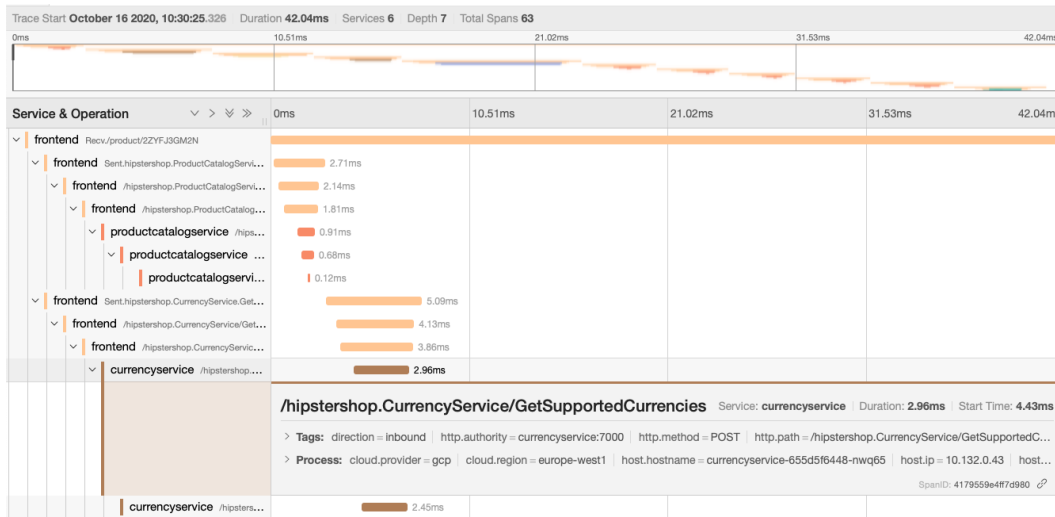 Trace Start October 16 2020, 10:30:25.326 Duration 42.04ms Services 6 Depth 7 Total Spans 63
0ms 10.51ms 21.02ms 31.53ms 42.04ms
Service & Operation 0ms 10.51ms 21.02ms 31.53ms 42.04m
frontend Recv./product/2ZYFJ3GM2N
frontend Sent.hipstershop.ProductCatalogServi... 2.71ms
frontend /hipstershop.ProductCatalogServi... 2.14ms
frontend /hipstershop.ProductCatalog... 1.81ms
productcatalogservice /hips... 0.91ms
productcatalogservice ... 0.68ms
productcatalogservi... 0.12ms
frontend Sent.hipstershop.CurrencyService.Get... 5.09ms
frontend /hipstershop.CurrencyService/Get... 4.13ms
frontend /hipstershop.CurrencyServic... 3.86ms
currencyservice /hipstershop.... 2.96ms
/hipstershop.CurrencyService/GetSupportedCurrencies Service: currencyservice Duration: 2.96ms Start Time: 4.43ms
Tags: direction = inbound http.authority = currencyservice:7000 http.method = POST http.path = /hipstershop.CurrencyService/GetSupportedC...
Process: cloud.provider = gcp cloud.region = europe-west1 host.hostname = currencyservice-655d5f6448-nwq65 host.ip = 10.132.0.43 host...
SpanID: 4179559e4ff7d980
currencyservice /hipsters... 2.45ms